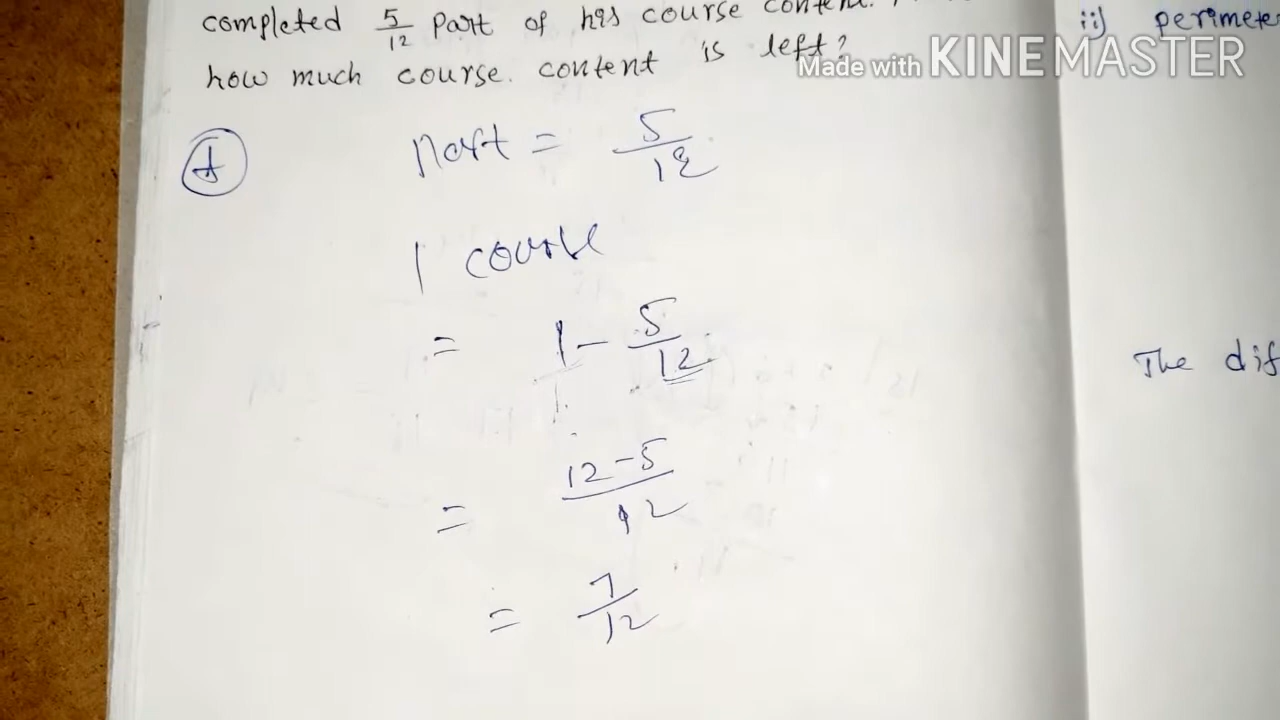 completed 5/12 part of his course content.
how much course. content is left?
Made with KINEMASTER
ii) perimeter
part = 5/12
1 course
= 1 - 5/12
= 12-5/12
= 7/12
The dif